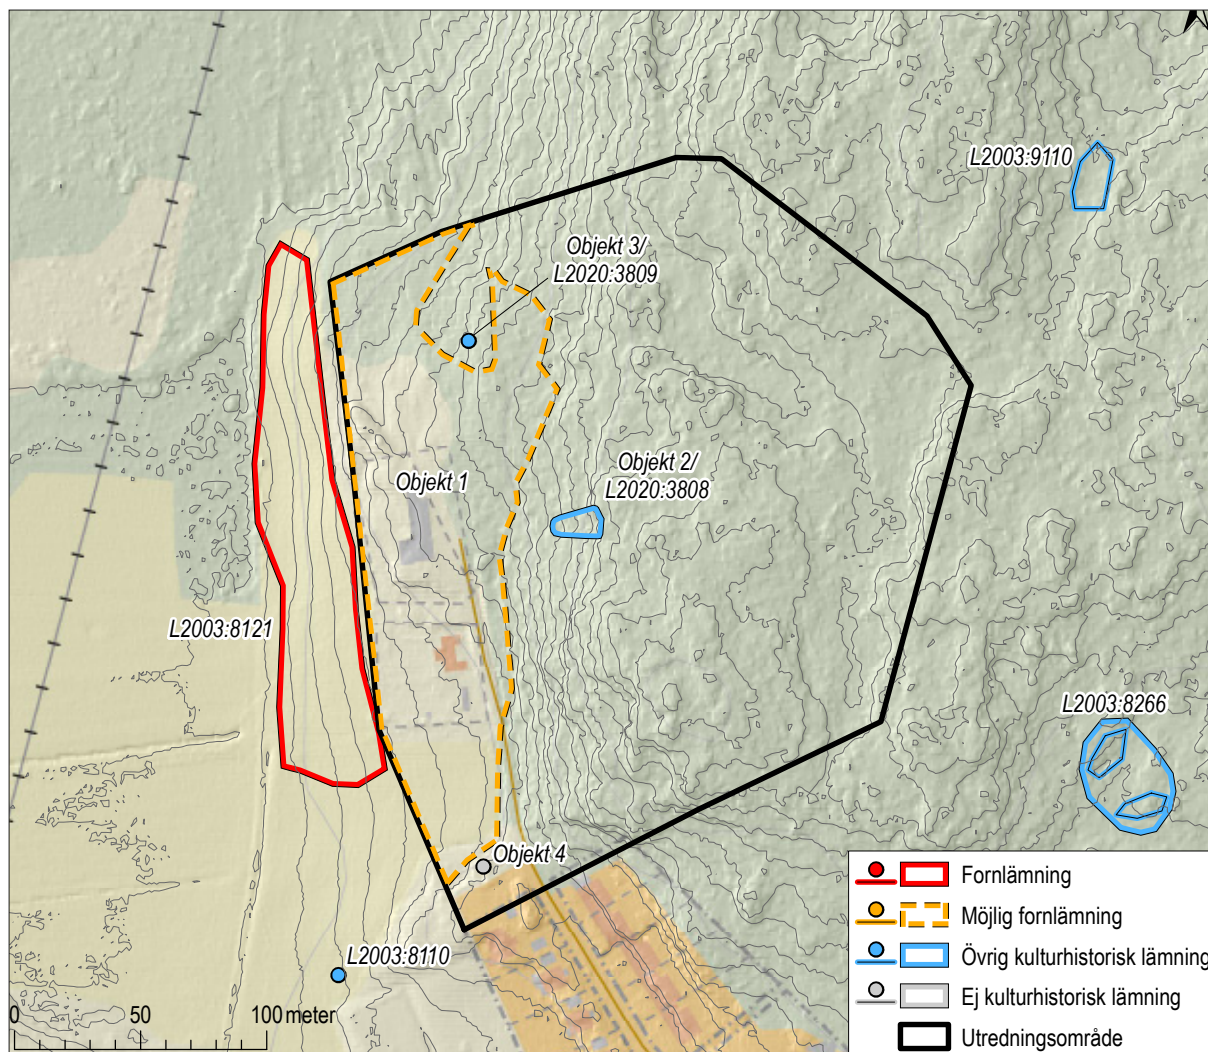 L2003:9110
Objekt 3/
L2020:3809
Objekt 1
Objekt 2/
L2020:3808
L2003:8121
L2003:8266
Objekt 4
L2003:8110
0 50 100 meter
Fornlämning
Möjlig fornlämning
Övrig kulturhistorisk lämning
Ej kulturhistorisk lämning
Utredningsområde